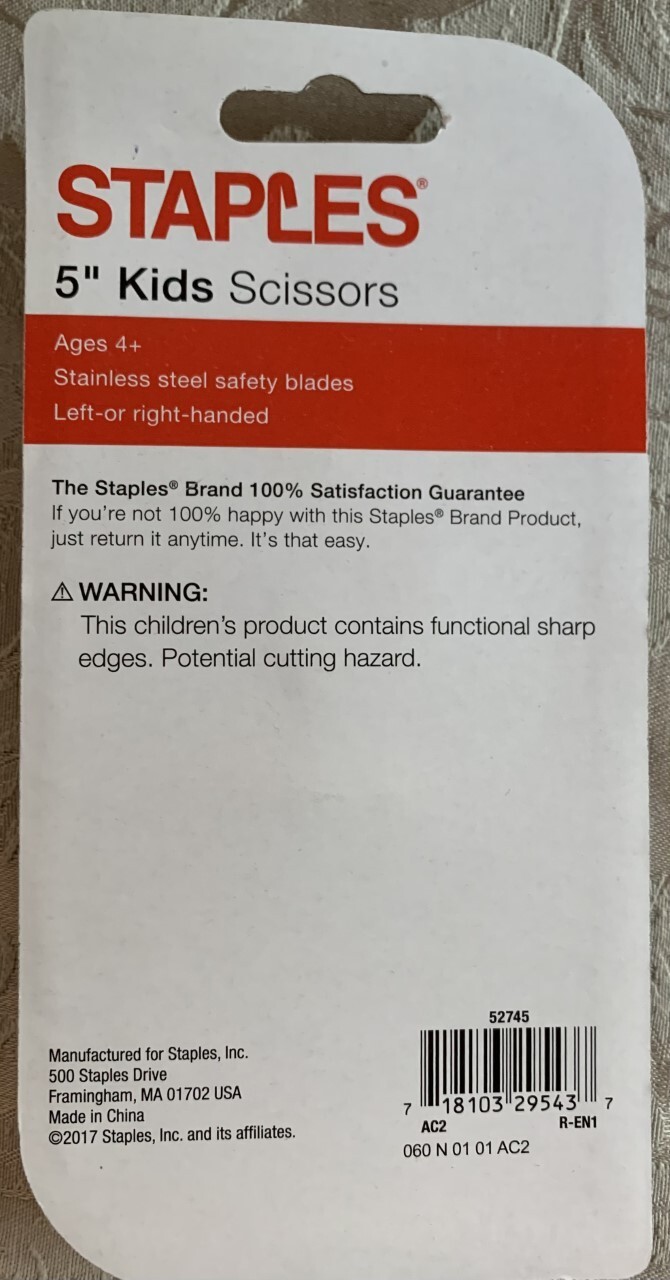 STAPLES®
5" Kids Scissors
Ages 4+
Stainless steel safety blades
Left-or right-handed
The Staples® Brand 100% Satisfaction Guarantee
If you're not 100% happy with this Staples® Brand Product,
just return it anytime. It's that easy.
⚠ WARNING:
This children's product contains functional sharp
edges. Potential cutting hazard.
Manufactured for Staples, Inc.
500 Staples Drive
Framingham, MA 01702 USA
Made in China
©2017 Staples, Inc. and its affiliates.
52745
7 18103 29543 7
AC2 R-EN1
060 N 01 01 AC2